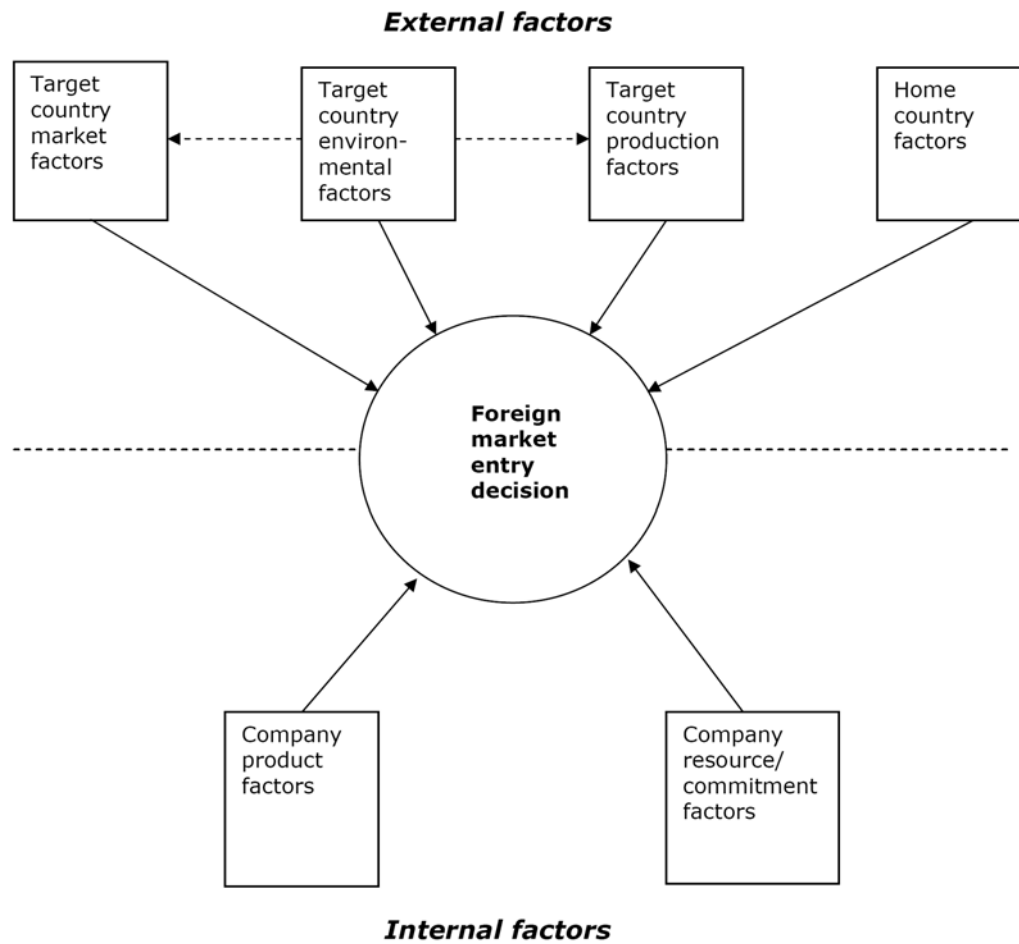 External factors
Target
country
market
factors
Target
country
environ-
mental
factors
Target
country
production
factors
Home
country
factors
Foreign
market
entry
decision
Company
product
factors
Company
resource/
commitment
factors
Internal factors